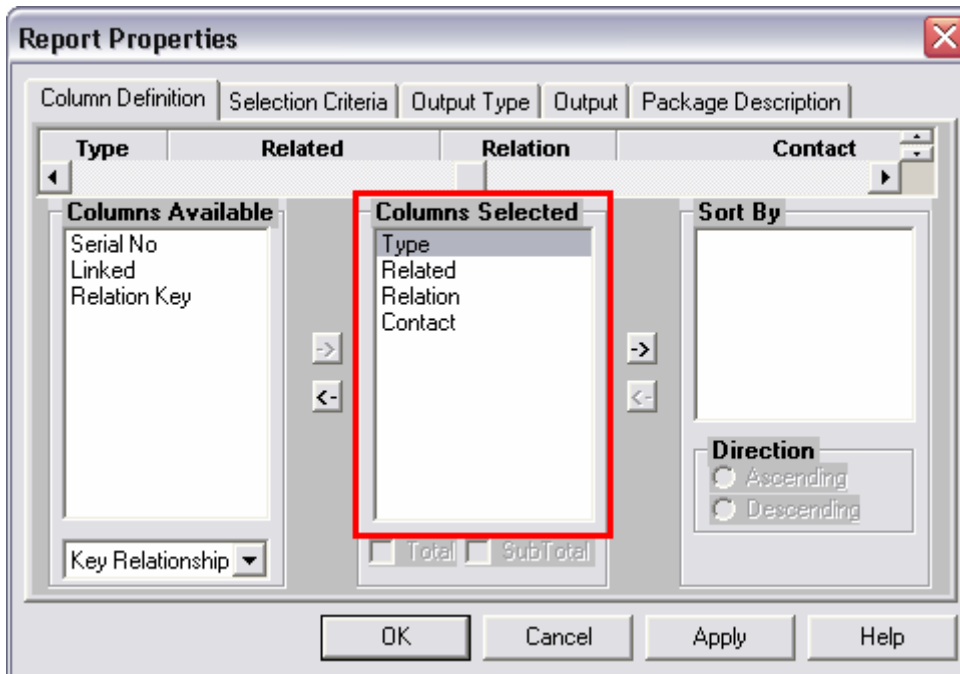 Report Properties
Column Definition Selection Criteria Output Type Output Package Description
Type Related Relation Contact
Columns Available
Serial No
Linked
Relation Key
Key Relationship
->
<-
Columns Selected
Type
Related
Relation
Contact
Total SubTotal
->
<-
Sort By
Direction
Ascending
Descending
OK Cancel Apply Help